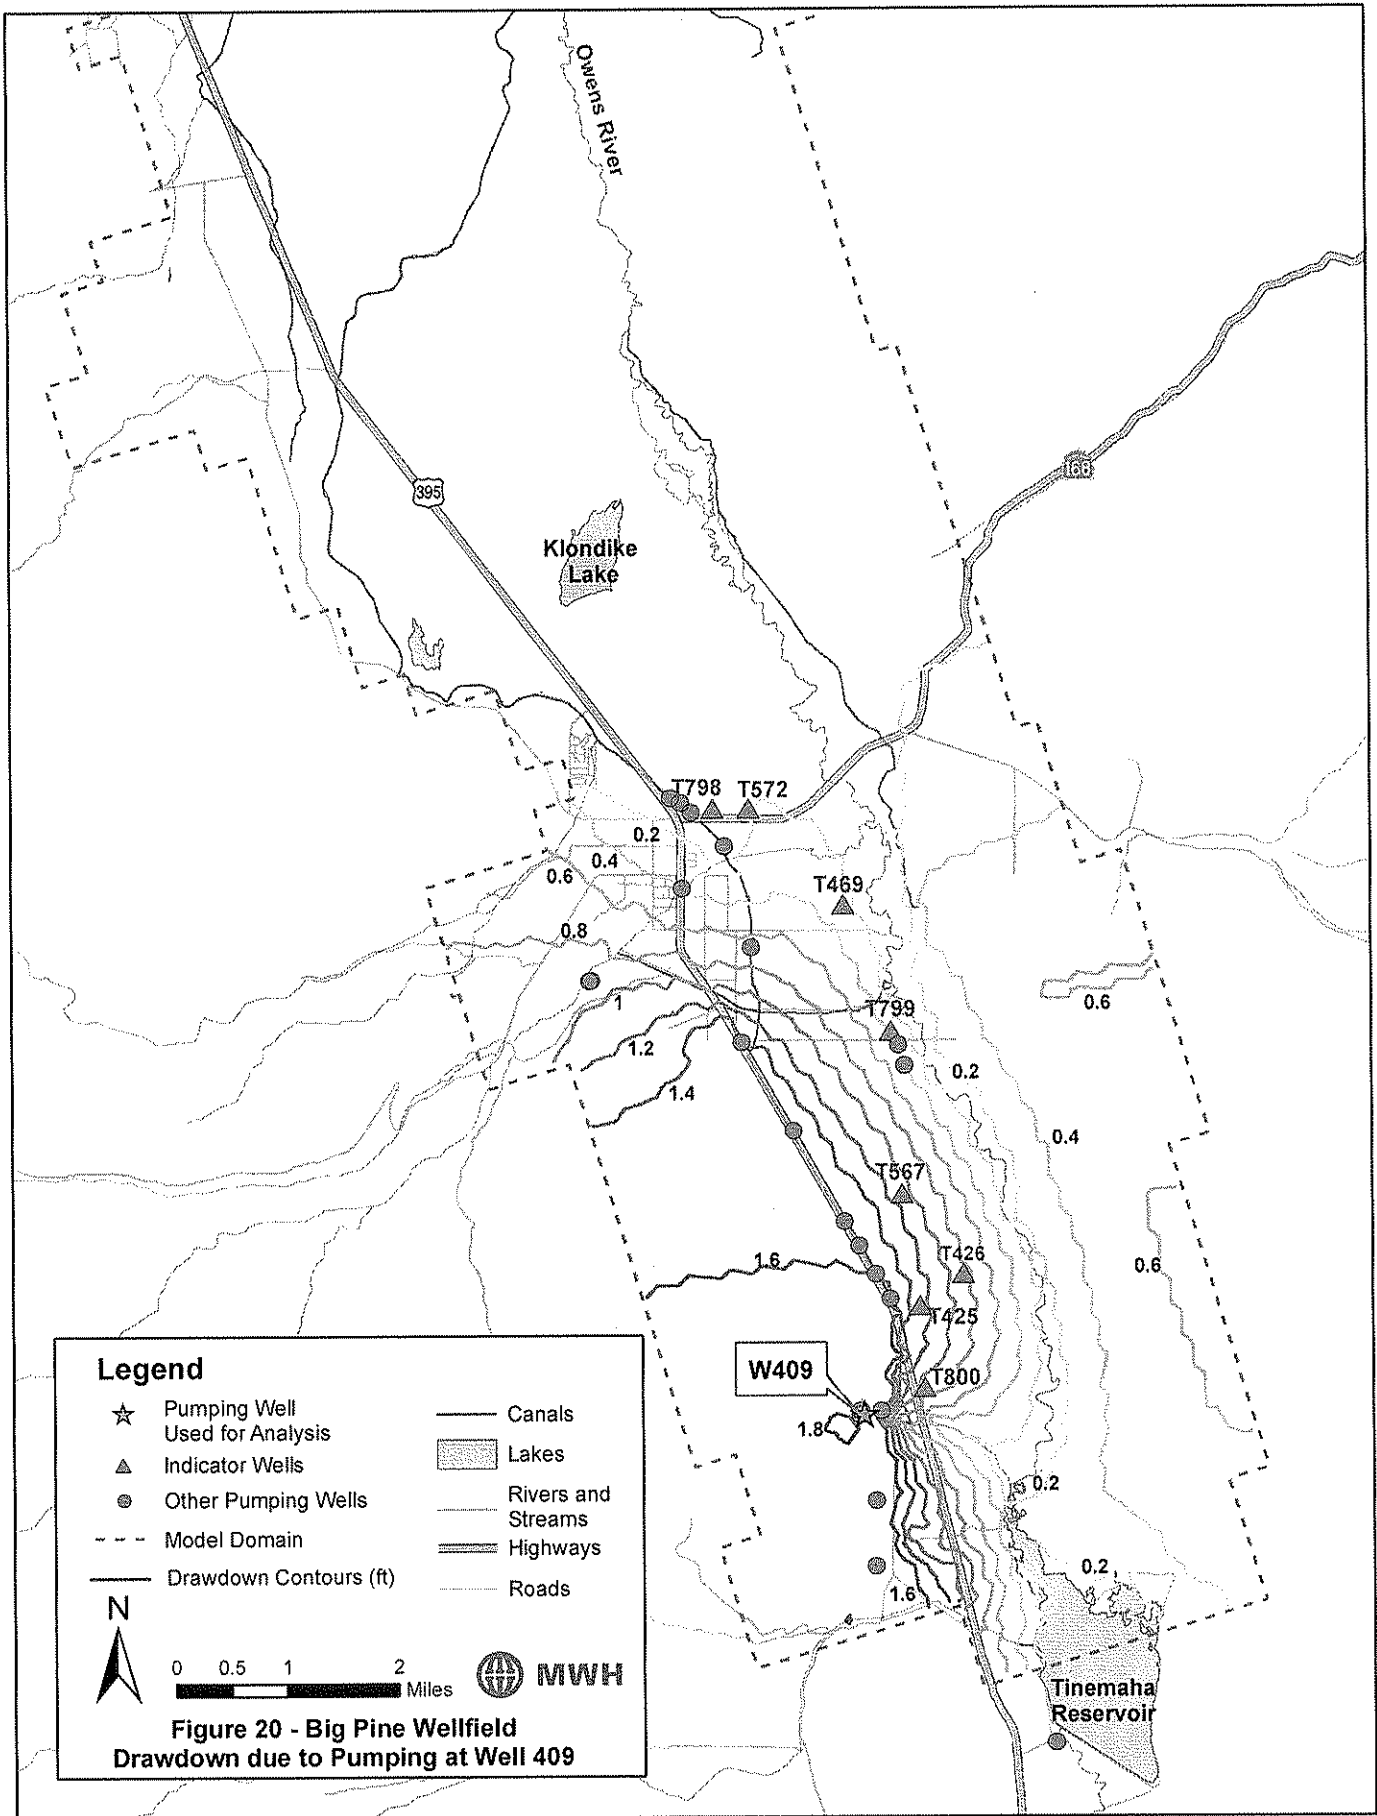 Owens River
168
395
Klondike
Lake
T798
T572
0.2
0.4
0.6
T469
0.8
0.6
1
T799
1.2
0.2
1.4
0.4
T567
T426
1.6
0.6
T425
W409
T800
1.8
0.2
0.2
1.6
Tinemaha
Reservoir
Legend
Pumping Well
Used for Analysis
Indicator Wells
Other Pumping Wells
Model Domain
Drawdown Contours (ft)
Canals
Lakes
Rivers and
Streams
Highways
Roads
N
0 0.5 1 2
Miles
MWH
Figure 20 - Big Pine Wellfield
Drawdown due to Pumping at Well 409